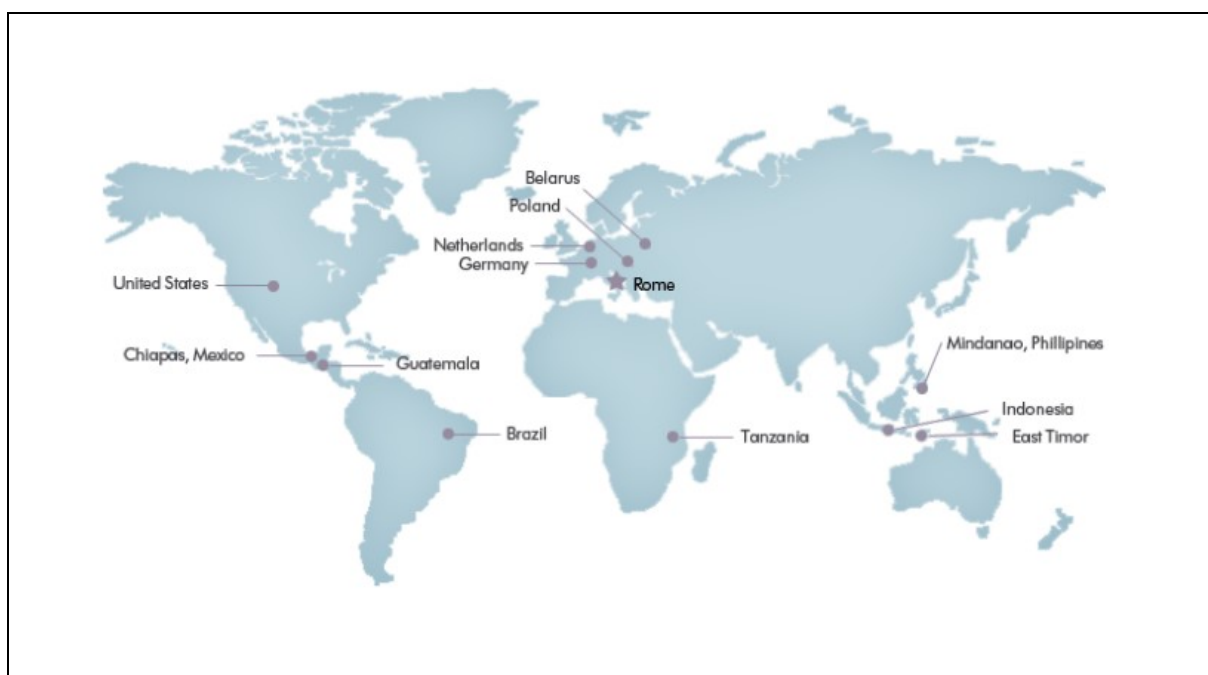 Belarus
Poland
Netherlands
Germany
United States
Rome
Chiapas, Mexico
Guatemala
Mindanao, Phillipines
Brazil
Tanzania
Indonesia
East Timor